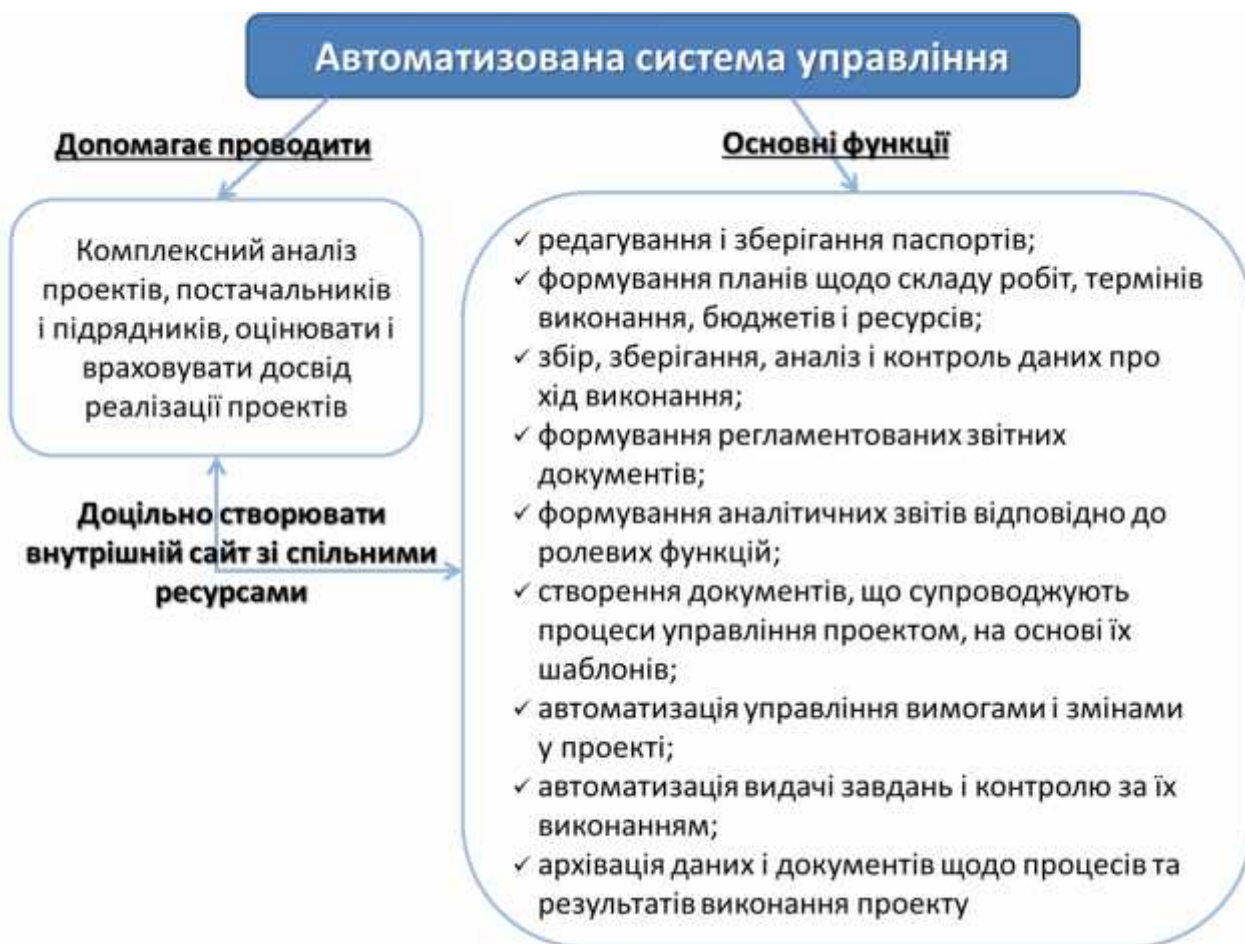 Автоматизована система управління
Допомагає проводити
Комплексний аналіз
проектів, постачальників
і підрядників, оцінювати і
враховувати досвід
реалізації проектів
Доцільно створювати
внутрішній сайт зі спільними
ресурсами
Основні функції
✓ редагування і зберігання паспортів;
✓ формування планів щодо складу робіт, термінів
виконання, бюджетів і ресурсів;
✓ збір, зберігання, аналіз і контроль даних про
хід виконання;
✓ формування регламентованих звітних
документів;
✓ формування аналітичних звітів відповідно до
ролевих функцій;
✓ створення документів, що супроводжують
процеси управління проектом, на основі їх
шаблонів;
✓ автоматизація управління вимогами і змінами
у проекті;
✓ автоматизація видачі завдань і контролю за їх
виконанням;
✓ архівація даних і документів щодо процесів та
результатів виконання проекту